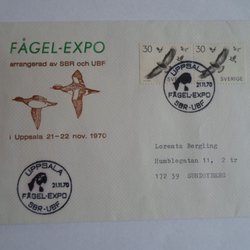 FÅGEL-EXPO
arrangerad av SBR och UBF
i Uppsala 21-22 nov. 1970
30
30
SVERIGE
UPPSALA
21.11.70
FÅGEL-EXPO
SBR-UBF
Lorentz Bergling
Humblegatan 11, 2 tr
172 39 SUNDBYBERG
UPPSALA
21.11.70
FÅGEL-EXPO
SBR-UBF